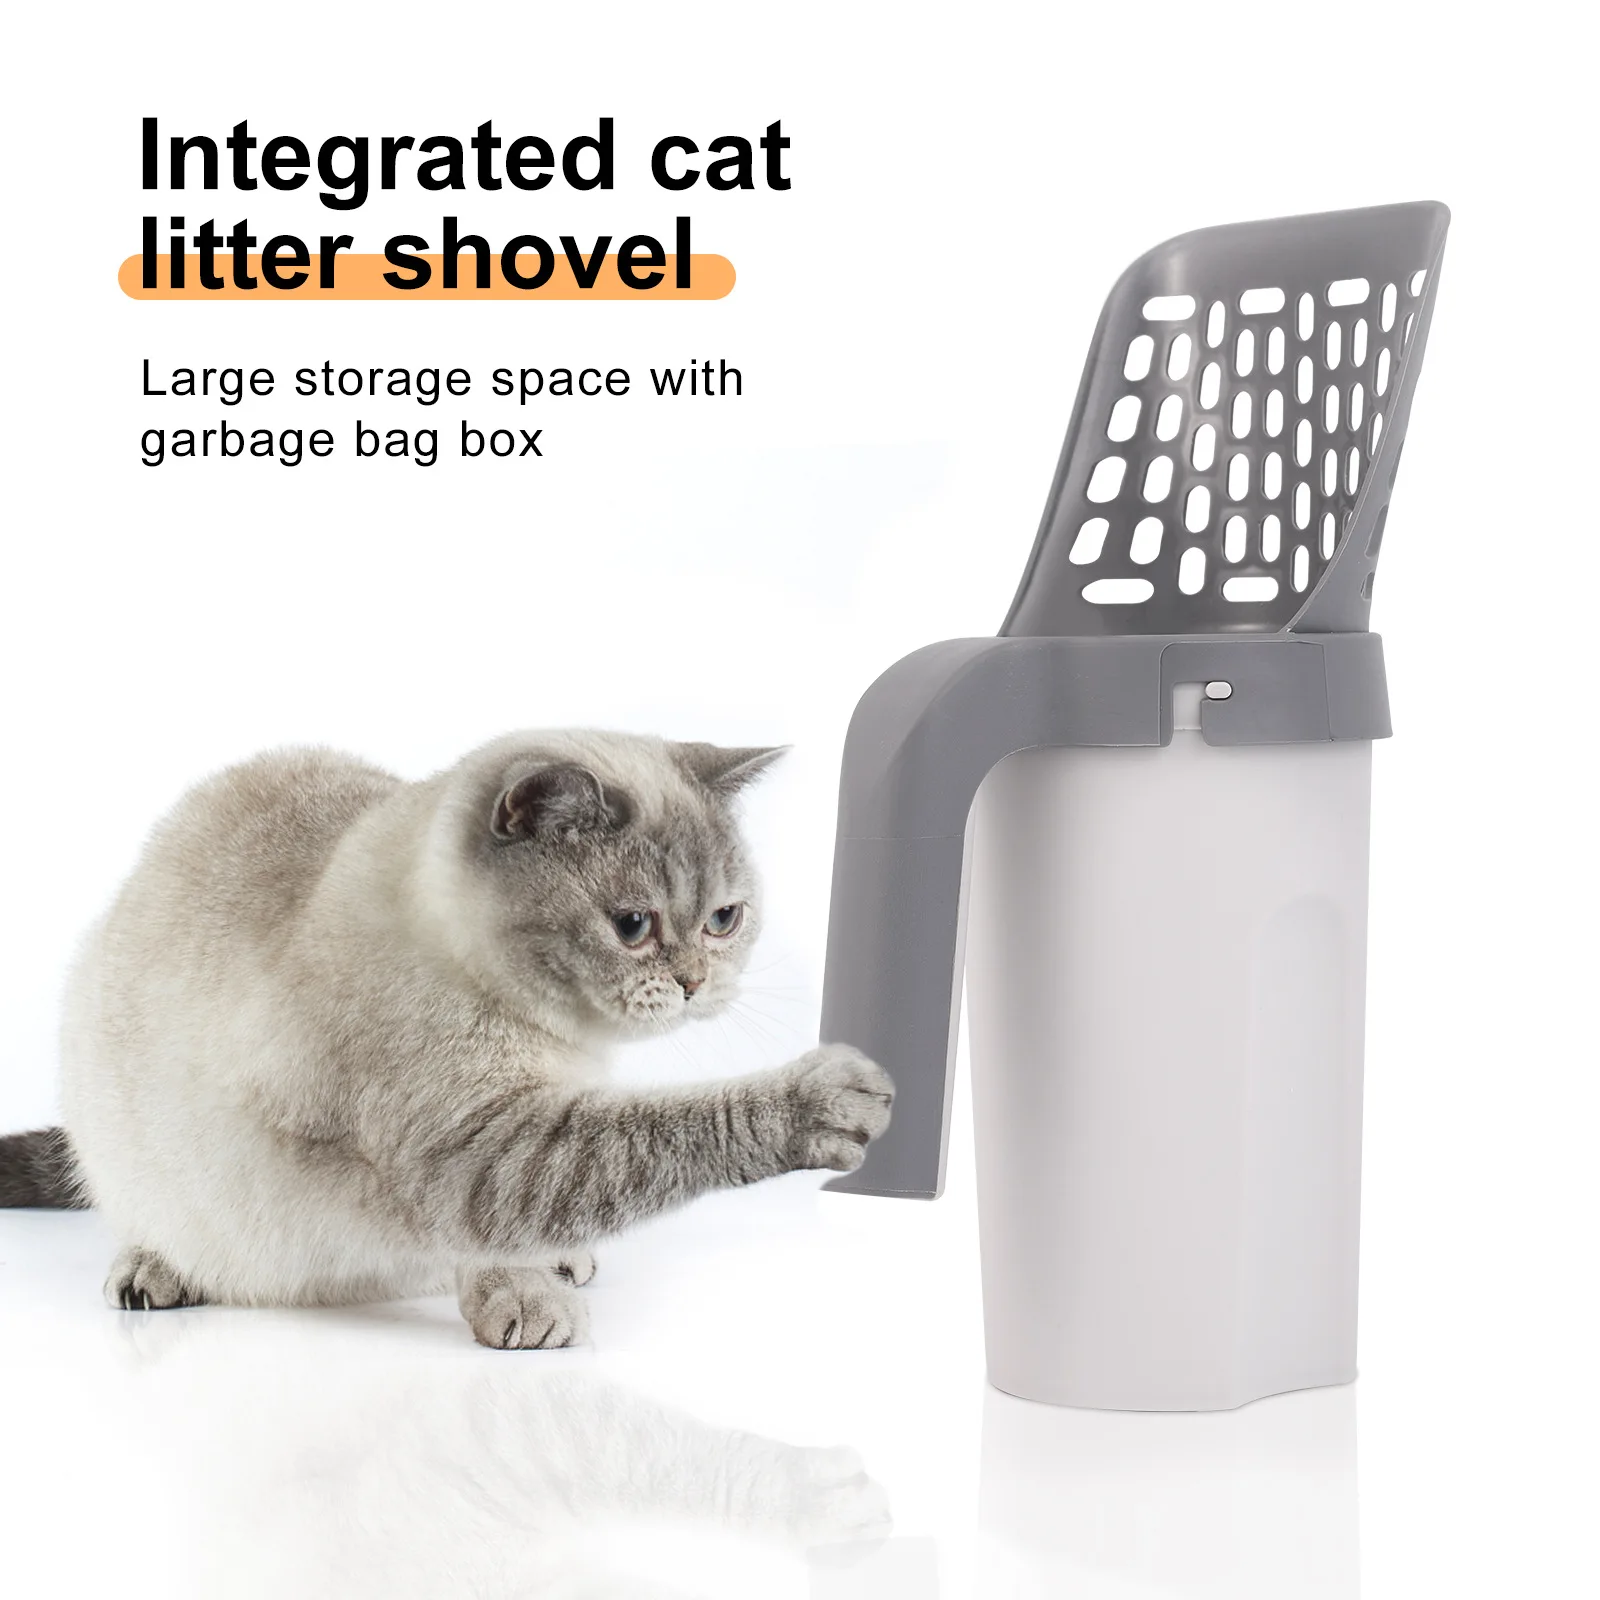 Integrated cat
litter shovel
Large storage space with
garbage bag box